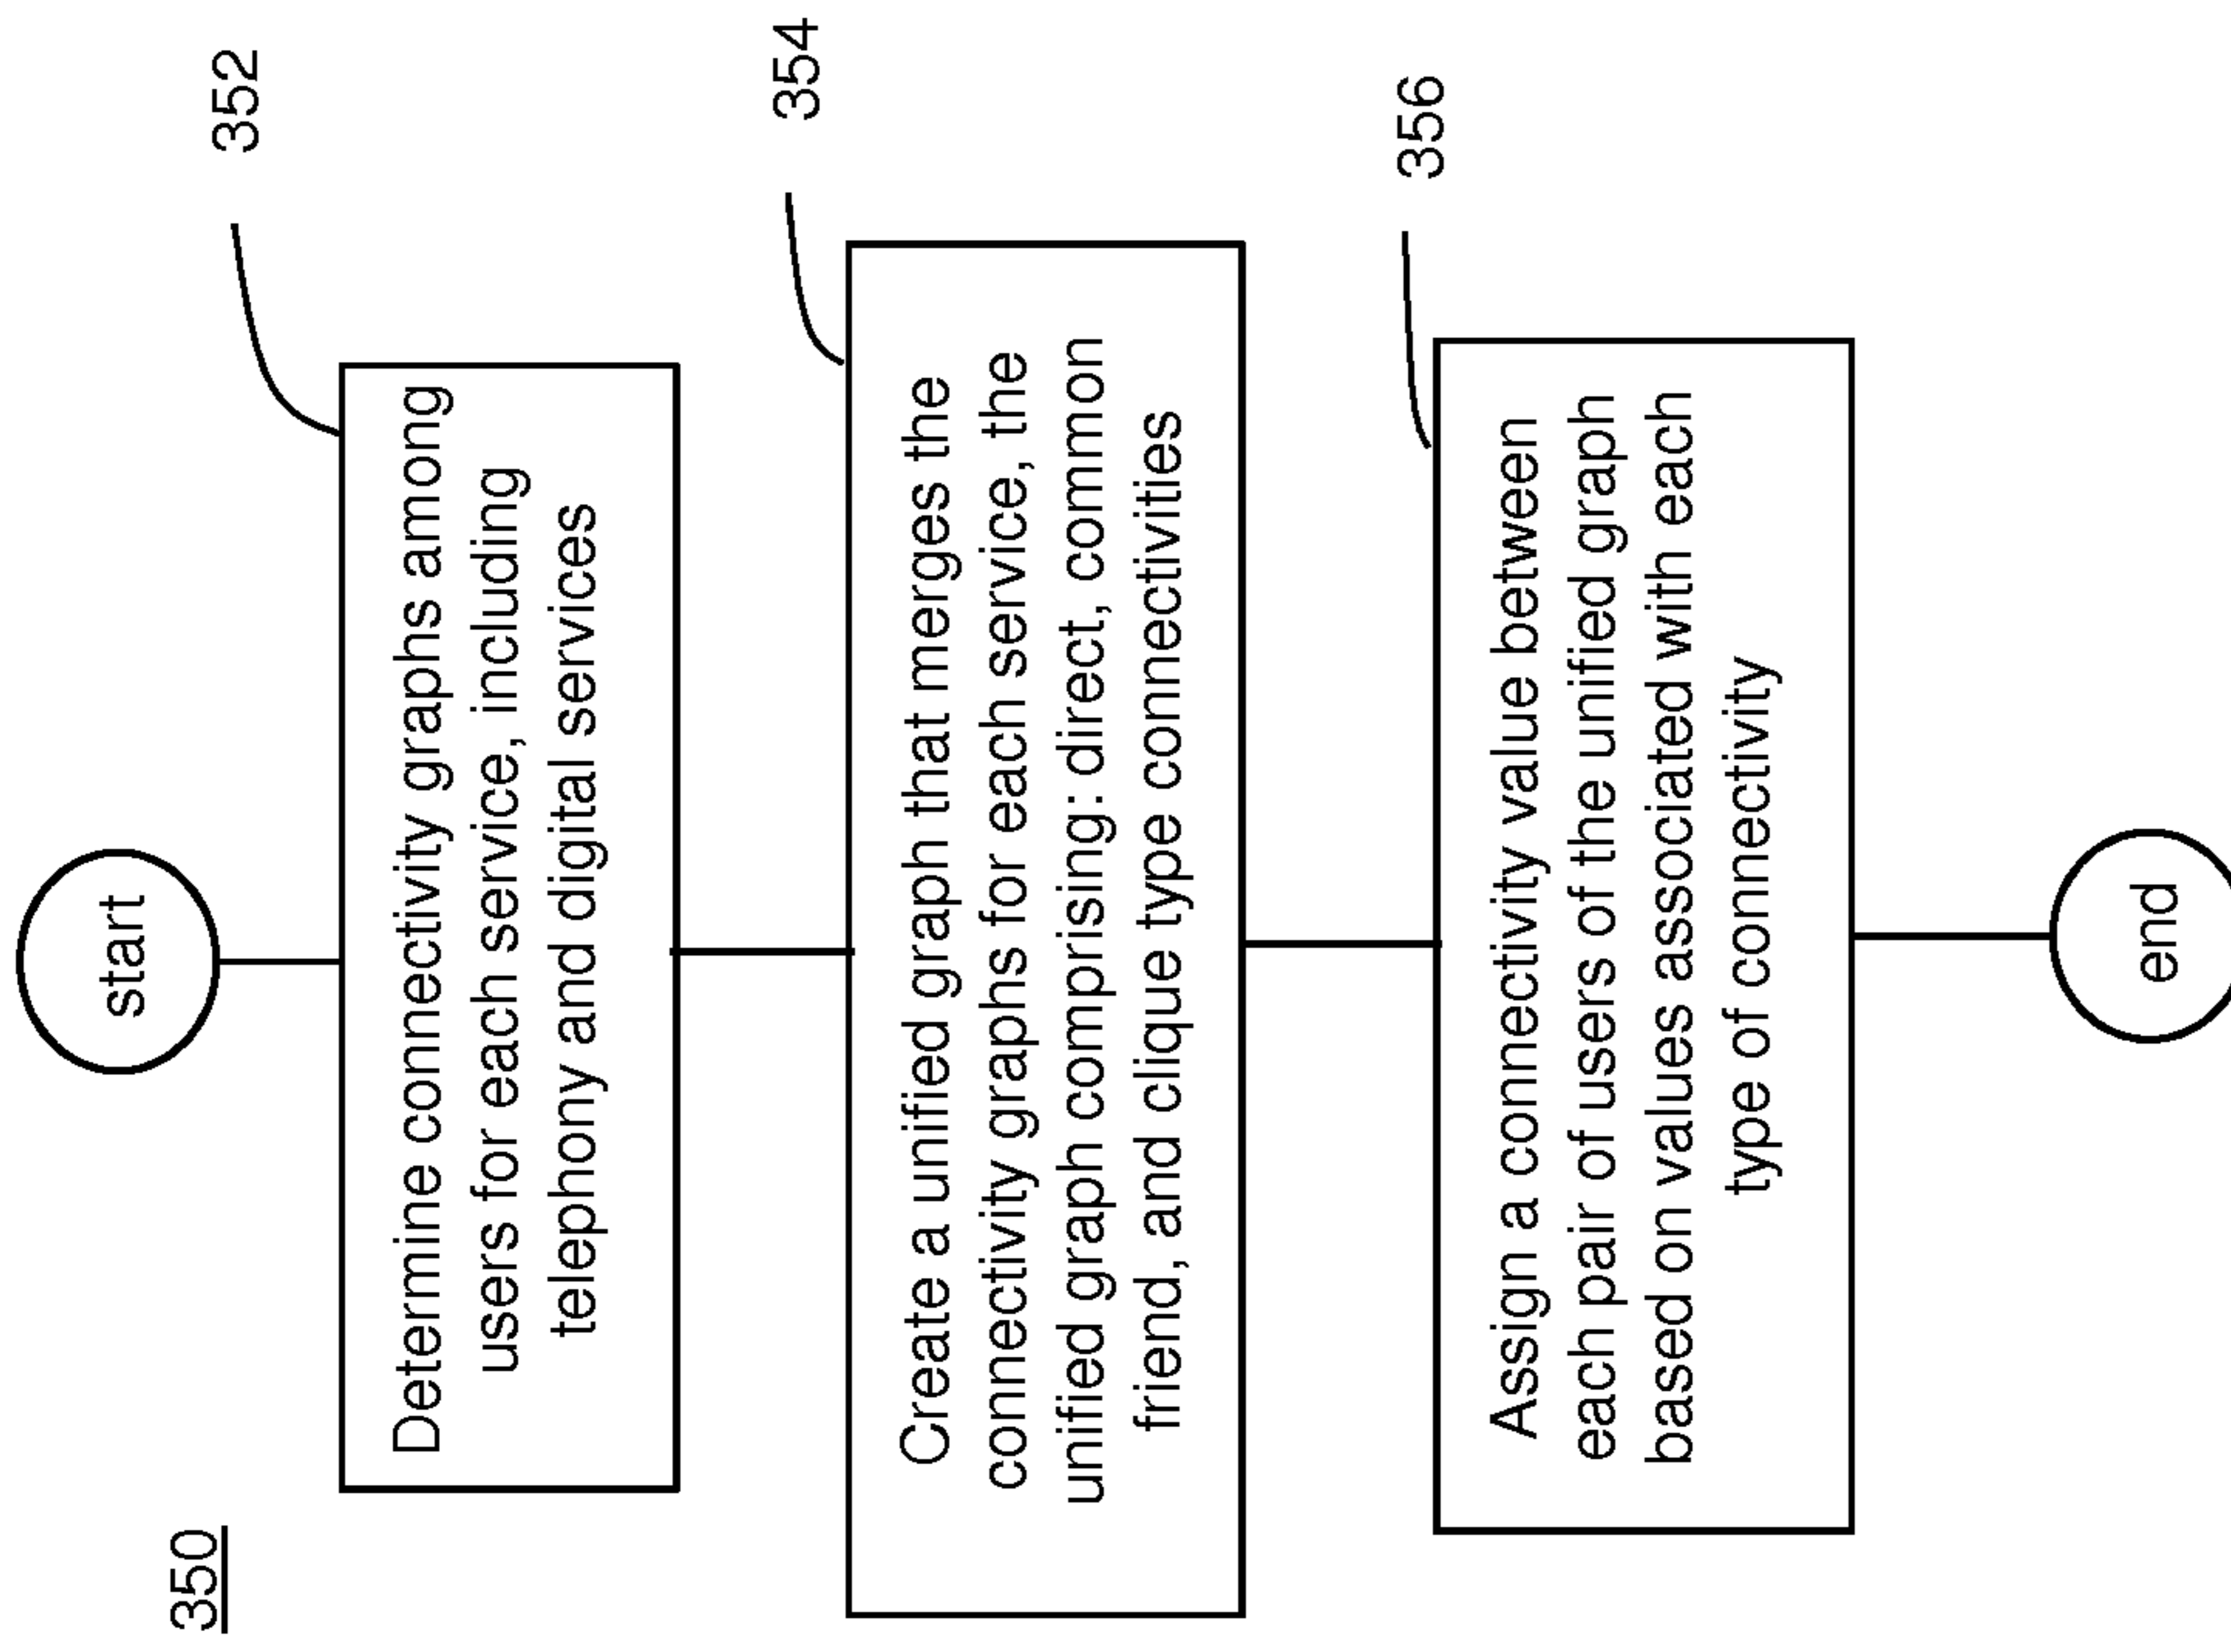 350
start
352
Determine connectivity graphs among
users for each service, including
telephony and digital services
354
Create a unified graph that merges the
connectivity graphs for each service, the
unified graph comprising: direct, common
friend, and clique type connectivities
356
Assign a connectivity value between
each pair of users of the unified graph
based on values associated with each
type of connectivity
end